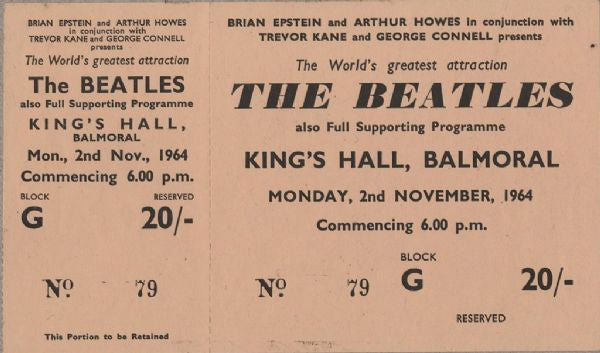 BRIAN EPSTEIN and ARTHUR HOWES
in conjunction with
TREVOR KANE and GEORGE CONNELL
presents
The World's greatest attraction
The BEATLES
also Full Supporting Programme
KING'S HALL,
BALMORAL
Mon., 2nd Nov., 1964
Commencing 6.00 p.m.
BLOCK RESERVED
G 20/-
No. 79
This Portion to be Retained
BRIAN EPSTEIN and ARTHUR HOWES in conjunction with
TREVOR KANE and GEORGE CONNELL presents
The World's greatest attraction
THE BEATLES
also Full Supporting Programme
KING'S HALL, BALMORAL
MONDAY, 2nd NOVEMBER, 1964
Commencing 6.00 p.m.
BLOCK
G 20/-
No. 79
RESERVED